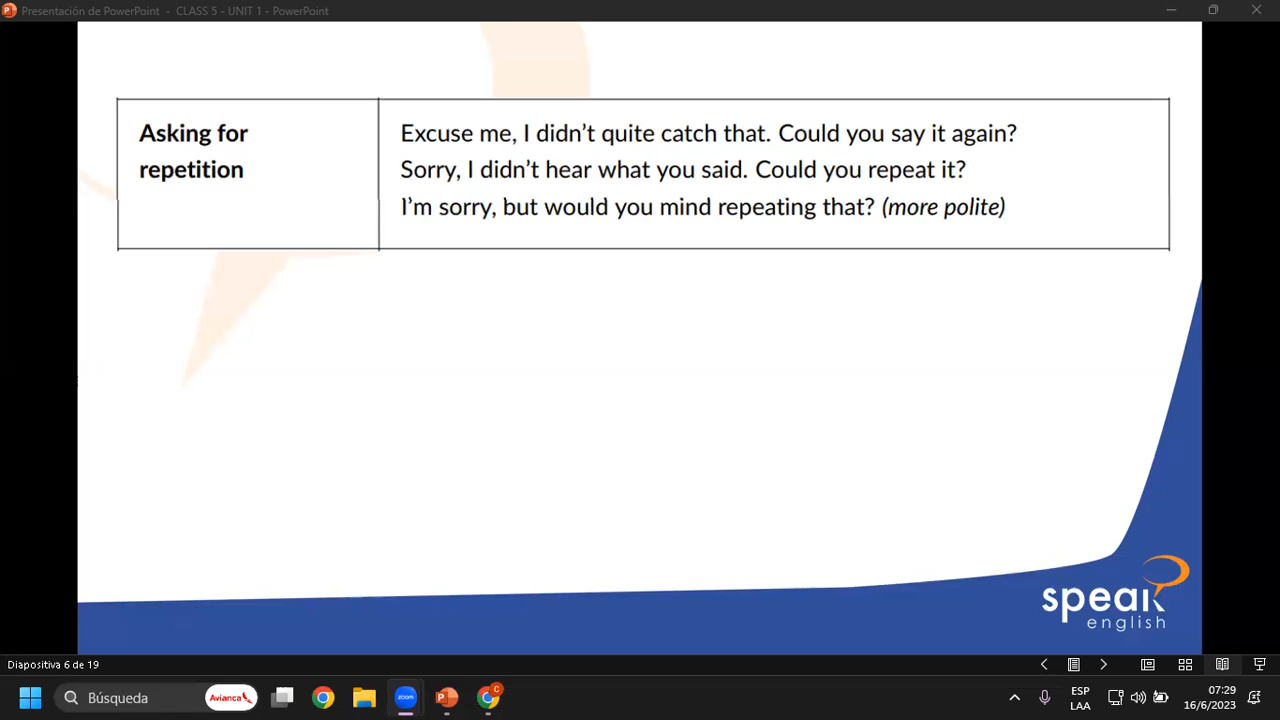 Presentación de PowerPoint - CLASS 5 - UNIT 1 - PowerPoint
Asking for
repetition
Excuse me, I didn't quite catch that. Could you say it again?
Sorry, I didn't hear what you said. Could you repeat it?
I'm sorry, but would you mind repeating that? (more polite)
speak
english
Diapositiva 6 de 19
Búsqueda
Avianca
zoom
C
ESP
LAA
07:29
16/6/2023